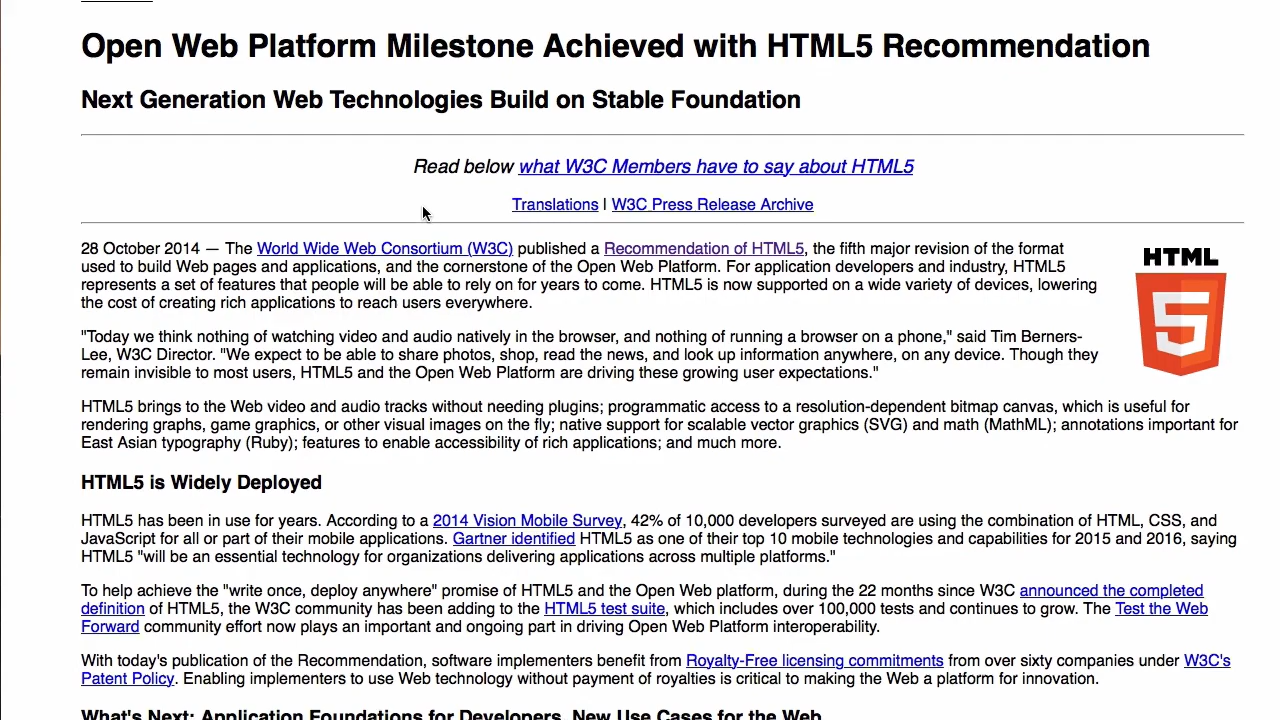 Open Web Platform Milestone Achieved with HTML5 Recommendation
Next Generation Web Technologies Build on Stable Foundation
Read below what W3C Members have to say about HTML5
Translations | W3C Press Release Archive
28 October 2014 — The World Wide Web Consortium (W3C) published a Recommendation of HTML5, the fifth major revision of the format
used to build Web pages and applications, and the cornerstone of the Open Web Platform. For application developers and industry, HTML5
represents a set of features that people will be able to rely on for years to come. HTML5 is now supported on a wide variety of devices, lowering
the cost of creating rich applications to reach users everywhere.
HTML
5
"Today we think nothing of watching video and audio natively in the browser, and nothing of running a browser on a phone," said Tim Berners-
Lee, W3C Director. "We expect to be able to share photos, shop, read the news, and look up information anywhere, on any device. Though they
remain invisible to most users, HTML5 and the Open Web Platform are driving these growing user expectations."
HTML5 brings to the Web video and audio tracks without needing plugins; programmatic access to a resolution-dependent bitmap canvas, which is useful for
rendering graphs, game graphics, or other visual images on the fly; native support for scalable vector graphics (SVG) and math (MathML); annotations important for
East Asian typography (Ruby); features to enable accessibility of rich applications; and much more.
HTML5 is Widely Deployed
HTML5 has been in use for years. According to a 2014 Vision Mobile Survey, 42% of 10,000 developers surveyed are using the combination of HTML, CSS, and
JavaScript for all or part of their mobile applications. Gartner identified HTML5 as one of their top 10 mobile technologies and capabilities for 2015 and 2016, saying
HTML5 "will be an essential technology for organizations delivering applications across multiple platforms."
To help achieve the "write once, deploy anywhere" promise of HTML5 and the Open Web platform, during the 22 months since W3C announced the completed
definition of HTML5, the W3C community has been adding to the HTML5 test suite, which includes over 100,000 tests and continues to grow. The Test the Web
Forward community effort now plays an important and ongoing part in driving Open Web Platform interoperability.
With today's publication of the Recommendation, software implementers benefit from Royalty-Free licensing commitments from over sixty companies under W3C's
Patent Policy. Enabling implementers to use Web technology without payment of royalties is critical to making the Web a platform for innovation.
What's Next: Application Foundations for Developers, New Use Cases for the Web